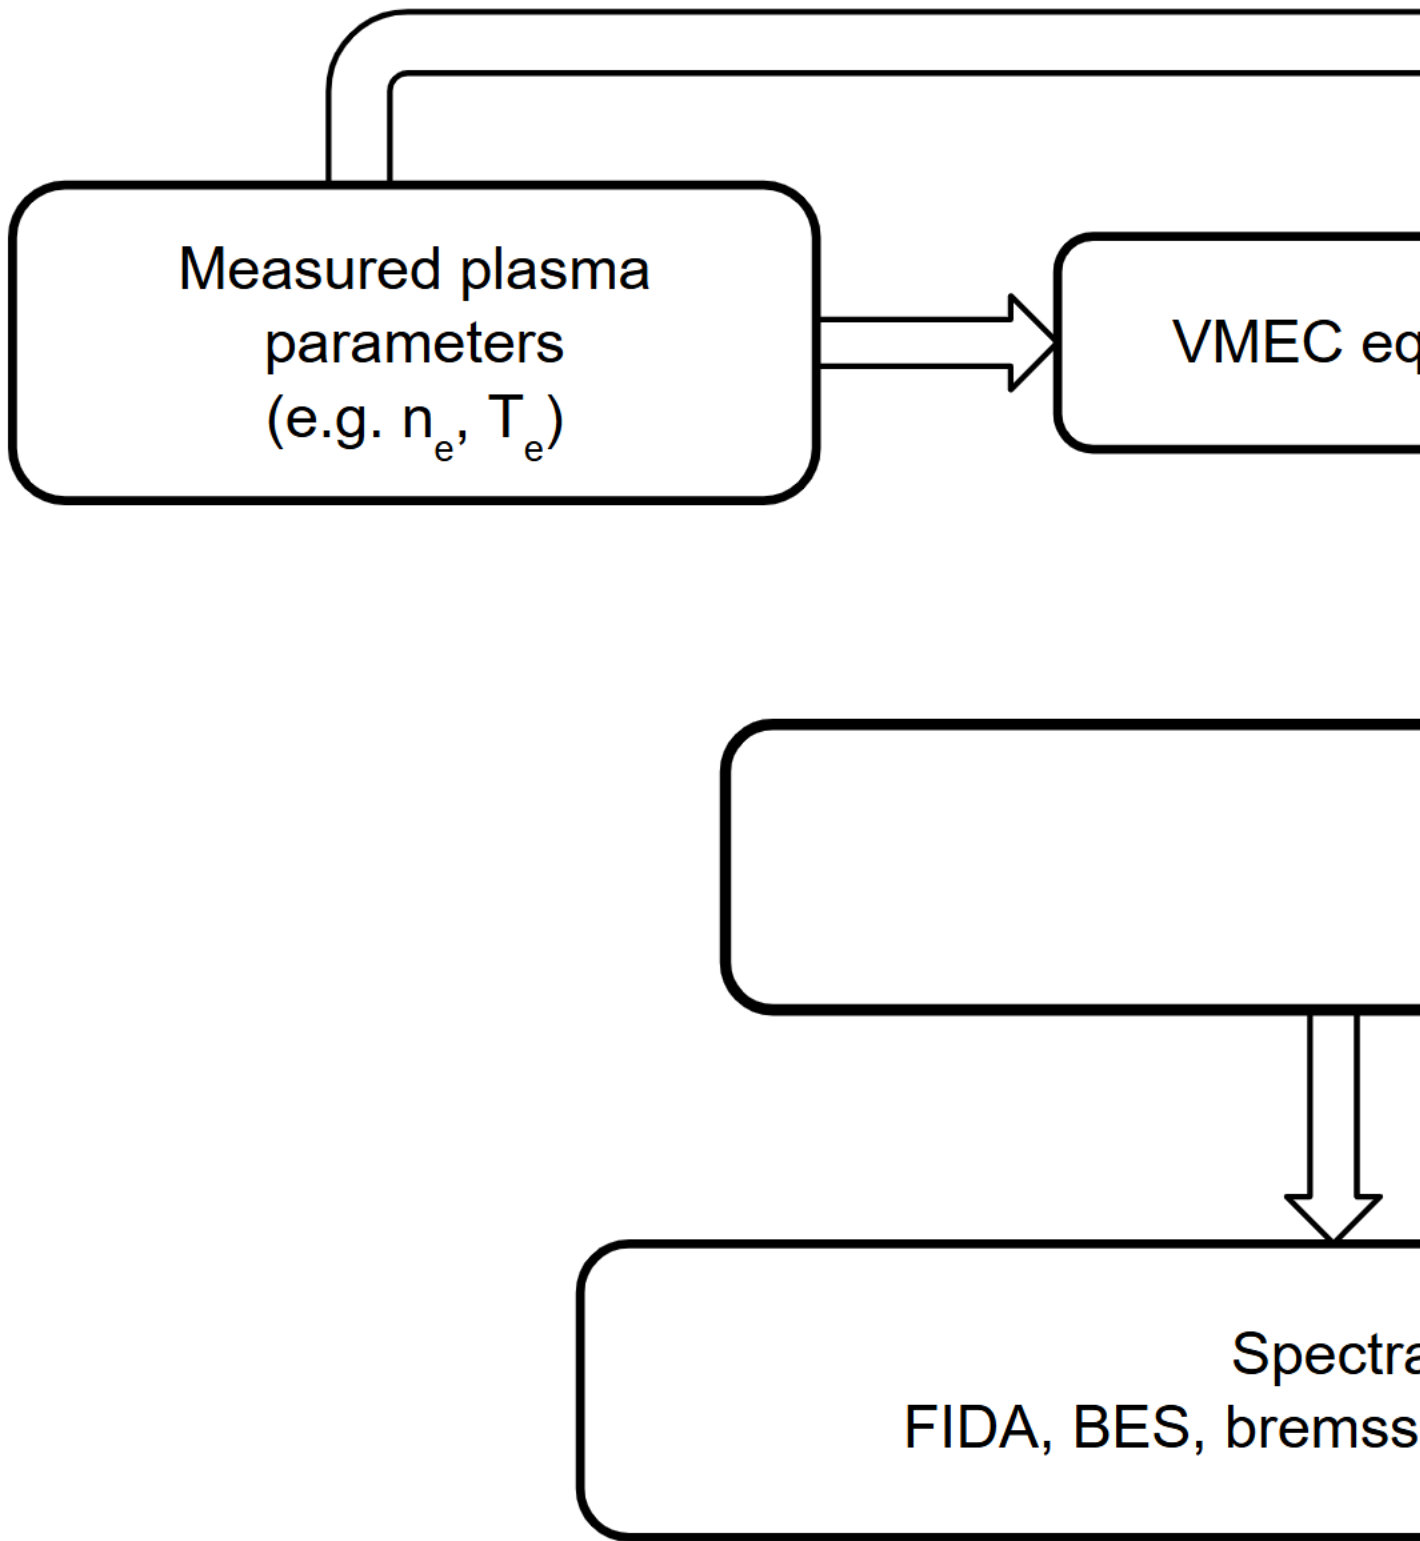 Measured plasma
parameters
(e.g. nₑ, Tₑ)
VMEC eq
Spectra
FIDA, BES, bremss